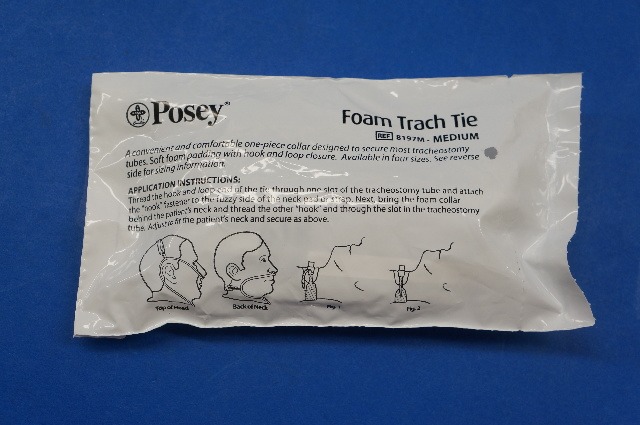 Posey®
Foam Trach Tie
REF 8197M - MEDIUM
A convenient and comfortable one-piece collar designed to secure most tracheostomy
tubes. Soft foam padding with hook and loop closure. Available in four sizes. See reverse
side for sizing information.
APPLICATION INSTRUCTIONS:
Thread the hook and loop end of the tie through one slot of the tracheostomy tube and attach
the "hook" fastener to the fuzzy side of the neck pad or strap. Next, bring the foam collar
behind the patient's neck and thread the other "hook" end through the slot in the tracheostomy
tube. Adjust to fit the patient's neck and secure as above.
Top of Head Back of Neck Fig. 1 Fig. 2